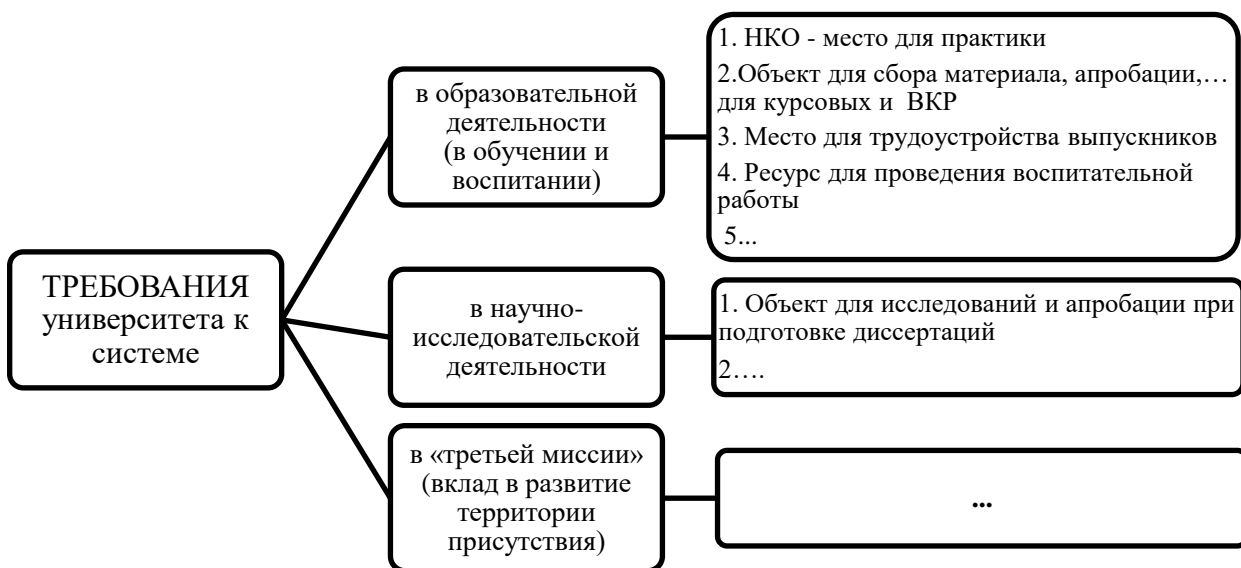 ТРЕБОВАНИЯ
университета к
системе
в образовательной
деятельности
(в обучении и
воспитании)
1. НКО - место для практики
2.Объект для сбора материала, апробации,…
для курсовых и ВКР
3. Место для трудоустройства выпускников
4. Ресурс для проведения воспитательной
работы
5...
в научно-
исследовательской
деятельности
1. Объект для исследований и апробации при
подготовке диссертаций
2….
в «третьей миссии»
(вклад в развитие
территории
присутствия)
...